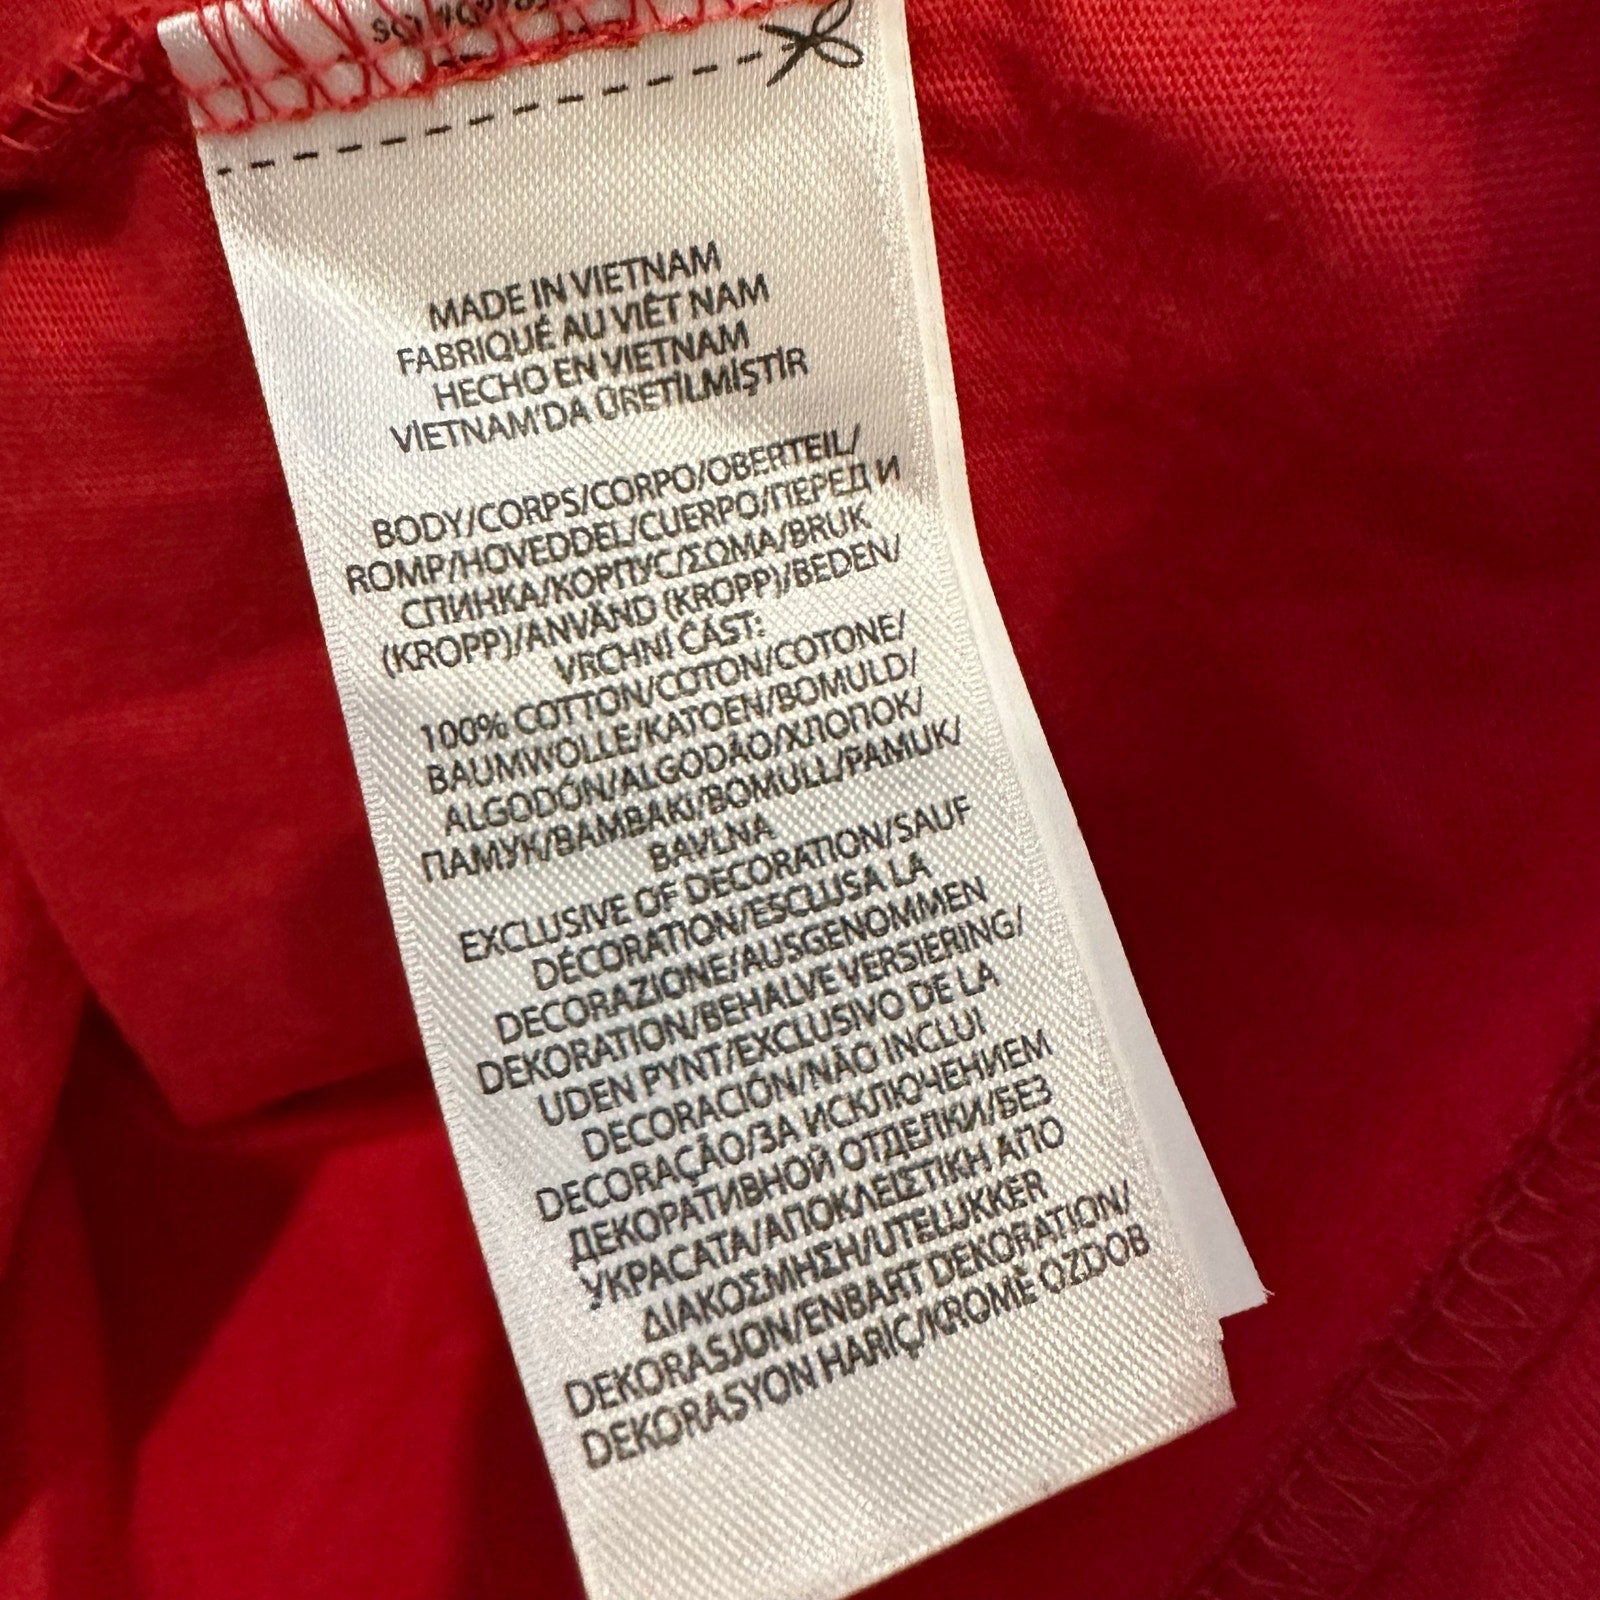 MADE IN VIETNAM
FABRIQUÉ AU VIÊT NAM
HECHO EN VIETNAM
VIETNAM'DA ÜRETİLMİŞTİR
BODY/CORPS/CORPO/OBERTEIL/
ROMP/HOVEDDEL/CUERPO/ПЕРЕД И
СПИНКА/КОРПУС/ΣΩΜΑ/BRUK
(KROPP)/ANVÄND (KROPP)/BEDEN/
VRCHNÍ ČÁST:
100% COTTON/COTON/COTONE/
BAUMWOLLE/KATOEN/BOMULD/
ALGODÓN/ALGODÃO/ХЛОПОК/
ПАМУК/ΒΑΜΒΑΚΙ/BOMULL/PAMUK/
BAVLNA
EXCLUSIVE OF DECORATION/SAUF
DÉCORATION/ESCLUSA LA
DECORAZIONE/AUSGENOMMEN
DEKORATION/BEHALVE VERSIERING/
UDEN PYNT/EXCLUSIVO DE LA
DECORACIÓN/NÃO INCLUI
DECORAÇÃO/ЗА ИСКЛЮЧЕНИЕМ
ДЕКОРАТИВНОЙ ОТДЕЛКИ/БЕЗ
УКРАСАТА/ΑΠΟΚΛΕΙΣΤΙΚΗ ΑΠΟ
ΔΙΑΚΟΣΜΗΣΗ/UTELUKKER
DEKORASJON/ENBART DEKORATION/
DEKORASYON HARİÇ/KROMĚ OZDOB